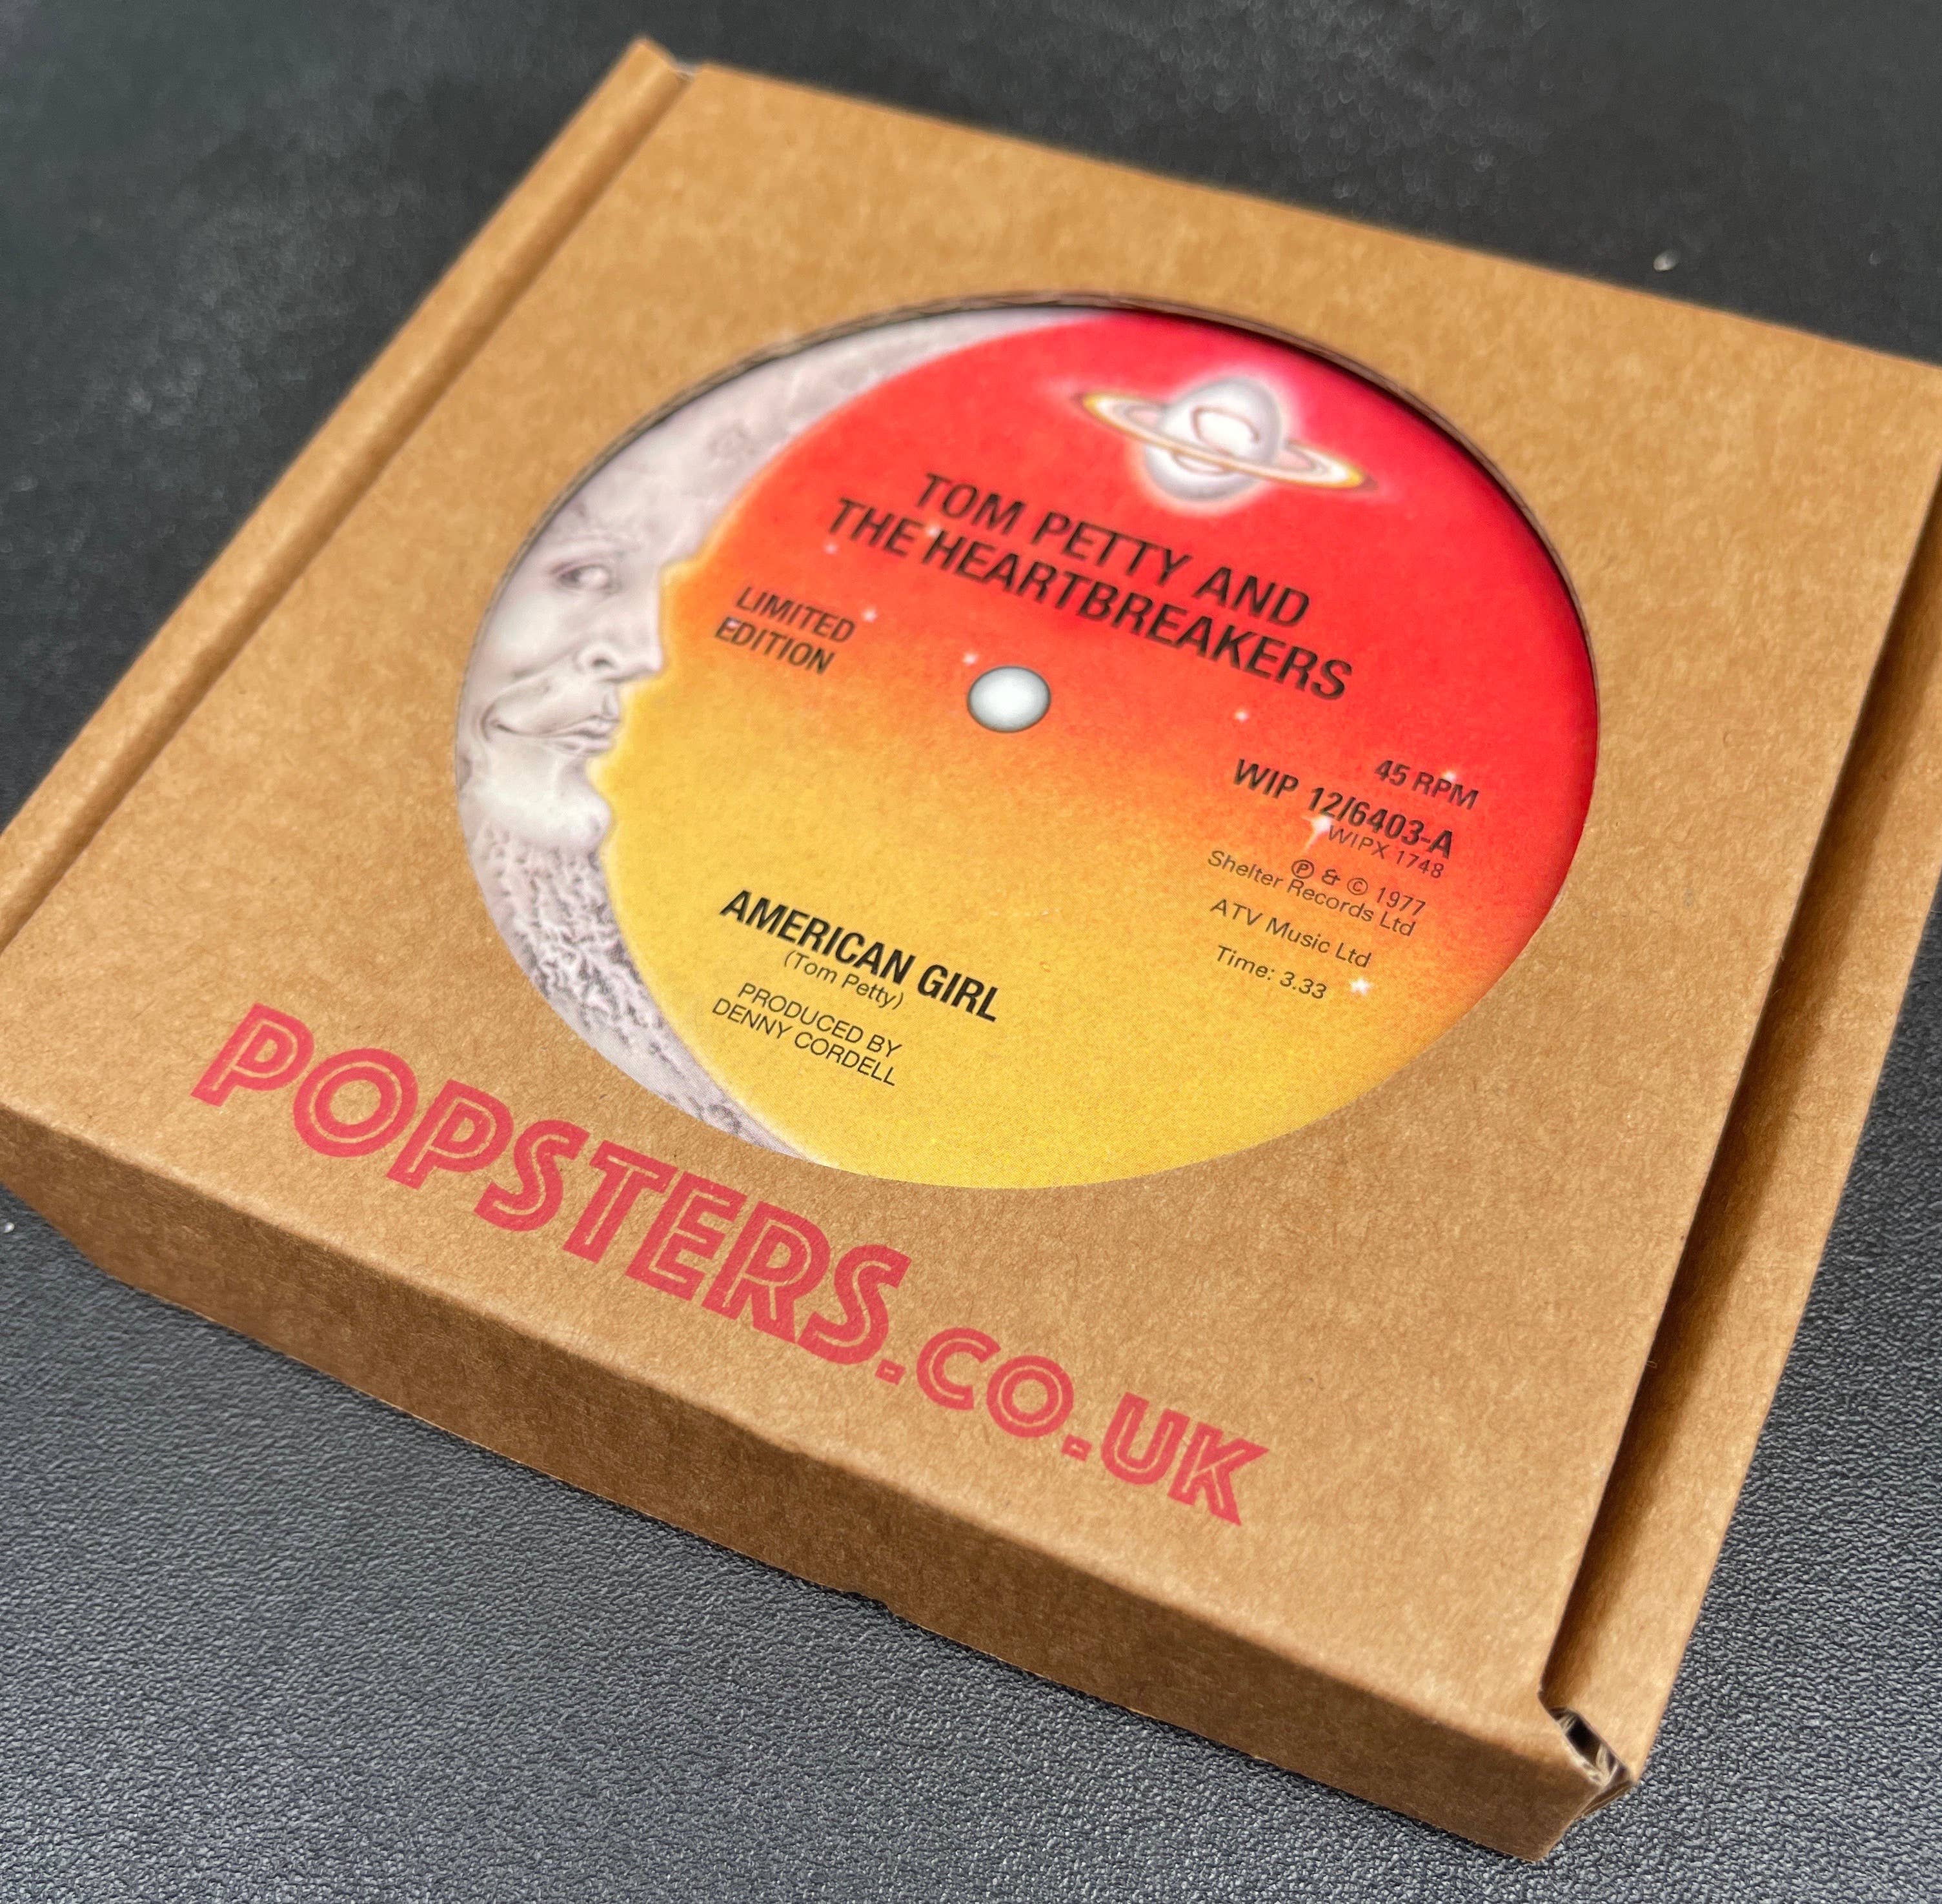 TOM PETTY AND
THE HEARTBREAKERS
LIMITED
EDITION
45 RPM
WIP 12/6403-A
WIPX 1748
Ⓟ & © 1977
Shelter Records Ltd
ATV Music Ltd
Time: 3.33
AMERICAN GIRL
(Tom Petty)
PRODUCED BY
DENNY CORDELL
POPSTERS.CO.UK